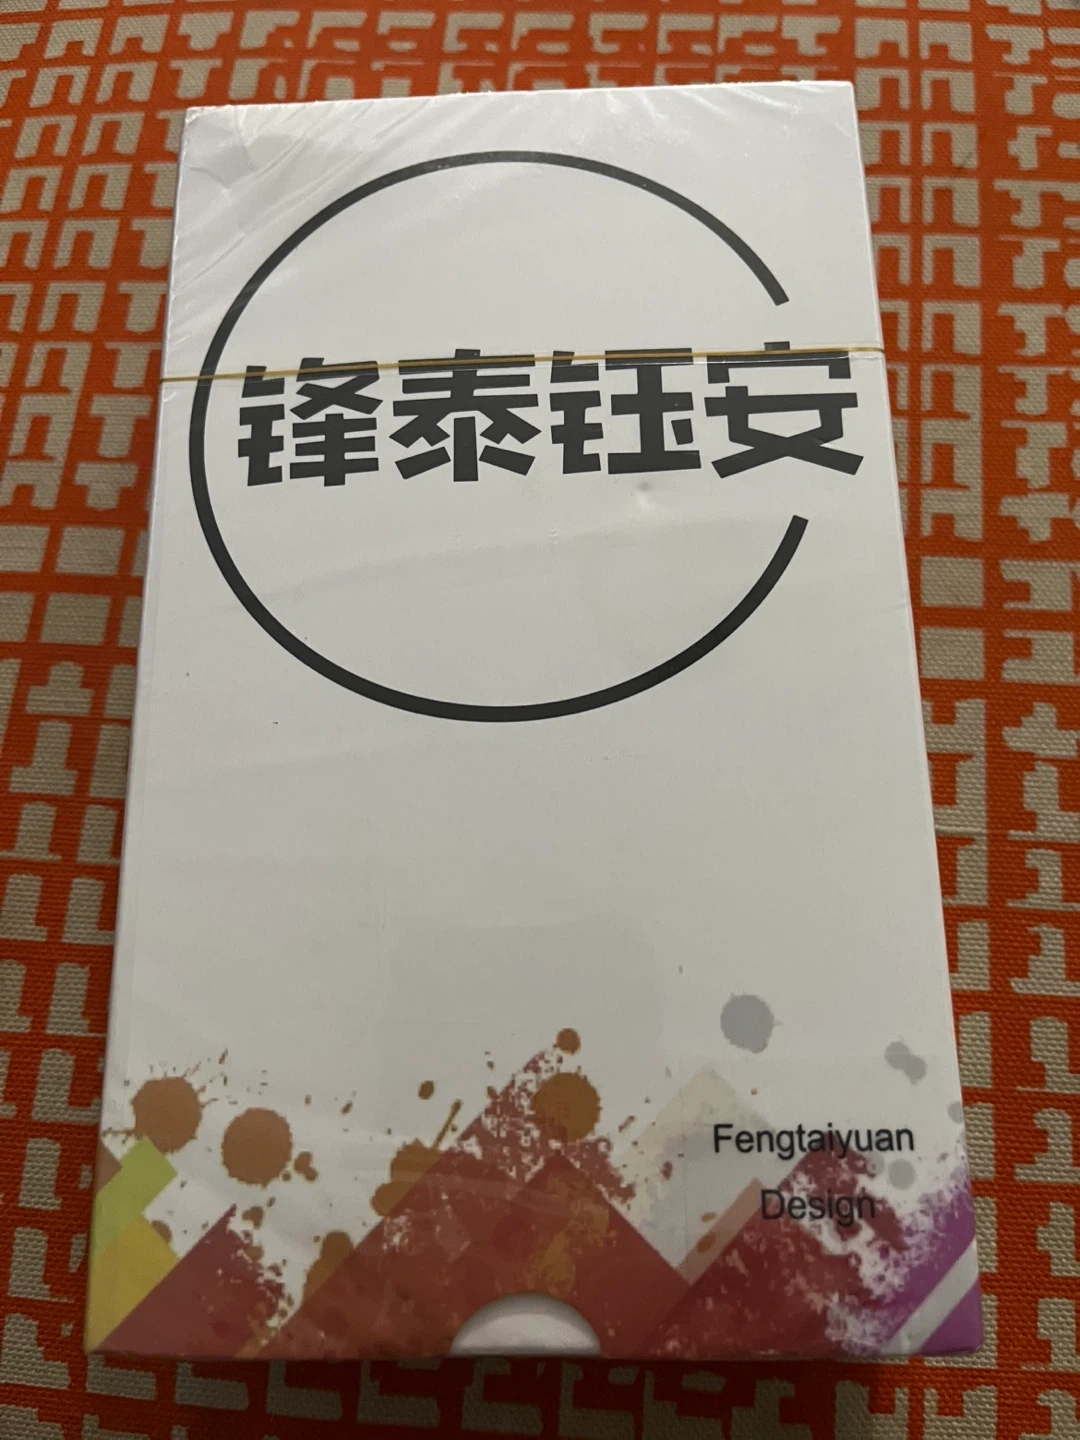 锋泰钰安
Fengtaiyuan
Design